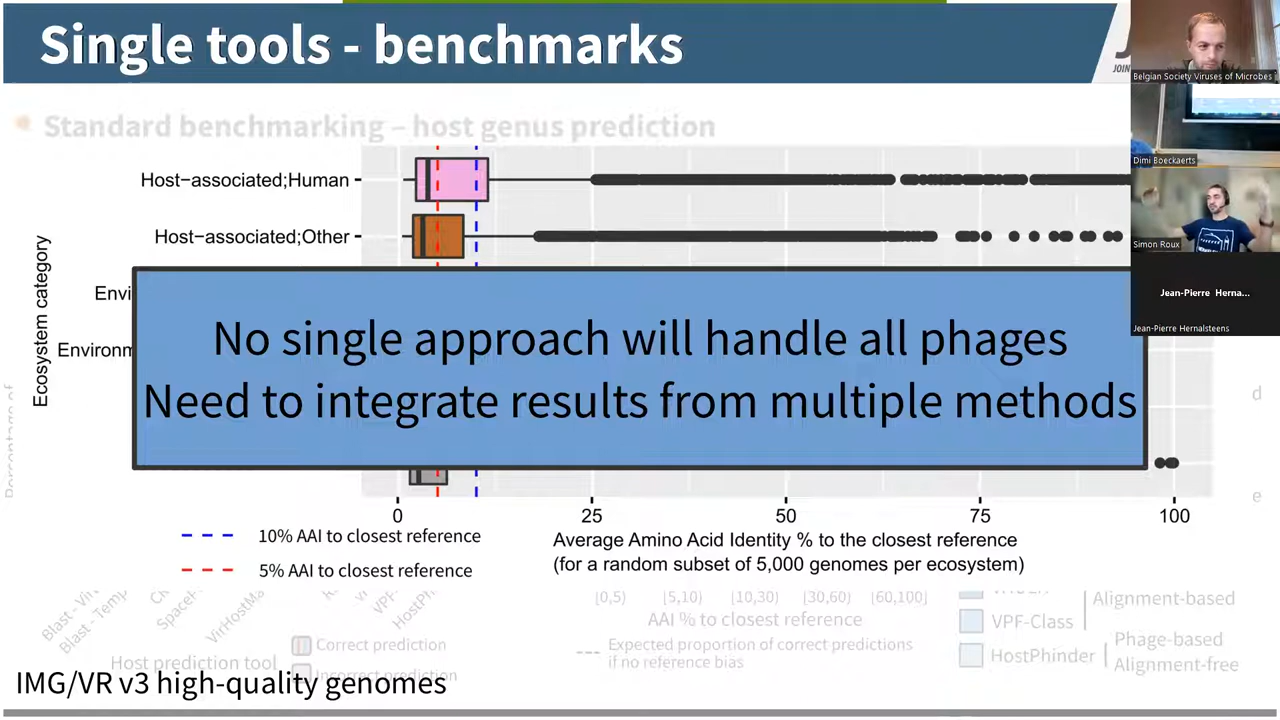 Single tools - benchmarks
Belgian Society Viruses of Microbes
Standard benchmarking – host genus prediction
Dimi Boeckaerts
Simon Roux
Jean-Pierre Herna...
Jean-Pierre Hernalsteens
Ecosystem category
Host−associated;Human
Host−associated;Other
Envi
Environm
No single approach will handle all phages
Need to integrate results from multiple methods
Percentage of
d
e
0 25 50 75 100
Average Amino Acid Identity % to the closest reference
(for a random subset of 5,000 genomes per ecosystem)
10% AAI to closest reference
5% AAI to closest reference
[0,5) [5,10) [10,30) [30,60) [60,100]
AAI % to closest reference
Expected proportion of correct predictions
if no reference bias
Host prediction tool
Correct prediction
Incorrect prediction
Alignment-based
VPF-Class
HostPhinder
Phage-based
Alignment-free
IMG/VR v3 high-quality genomes